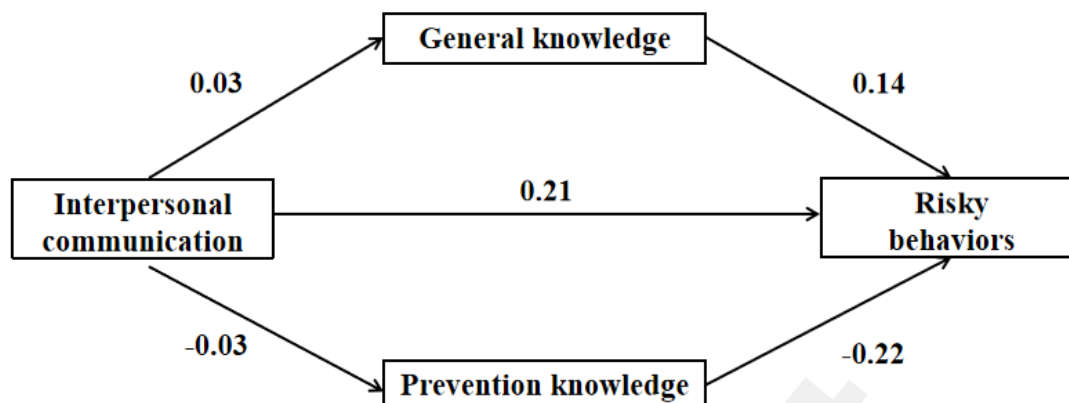 General knowledge
0.03
0.14
Interpersonal
communication
0.21
Risky
behaviors
-0.03
-0.22
Prevention knowledge